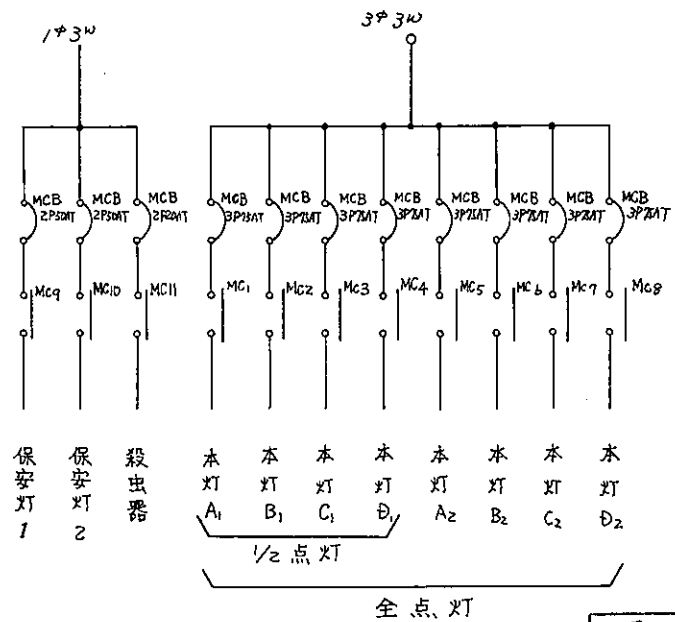 1φ3W
3φ3W
MCB 2P50AT
MCB 2P50AT
MCB 2P20AT
MCB 3P75AT
MCB 3P75AT
MCB 3P75AT
MCB 3P75AT
MCB 3P75AT
MCB 3P75AT
MCB 3P75AT
MCB 3P75AT
MC9
MC10
MC11
MC1
MC2
MC3
MC4
MC5
MC6
MC7
MC8
保安灯1
保安灯2
殺虫器
本灯A1
本灯B1
本灯C1
本灯D1
本灯A2
本灯B2
本灯C2
本灯D2
1/2点灯
全点灯